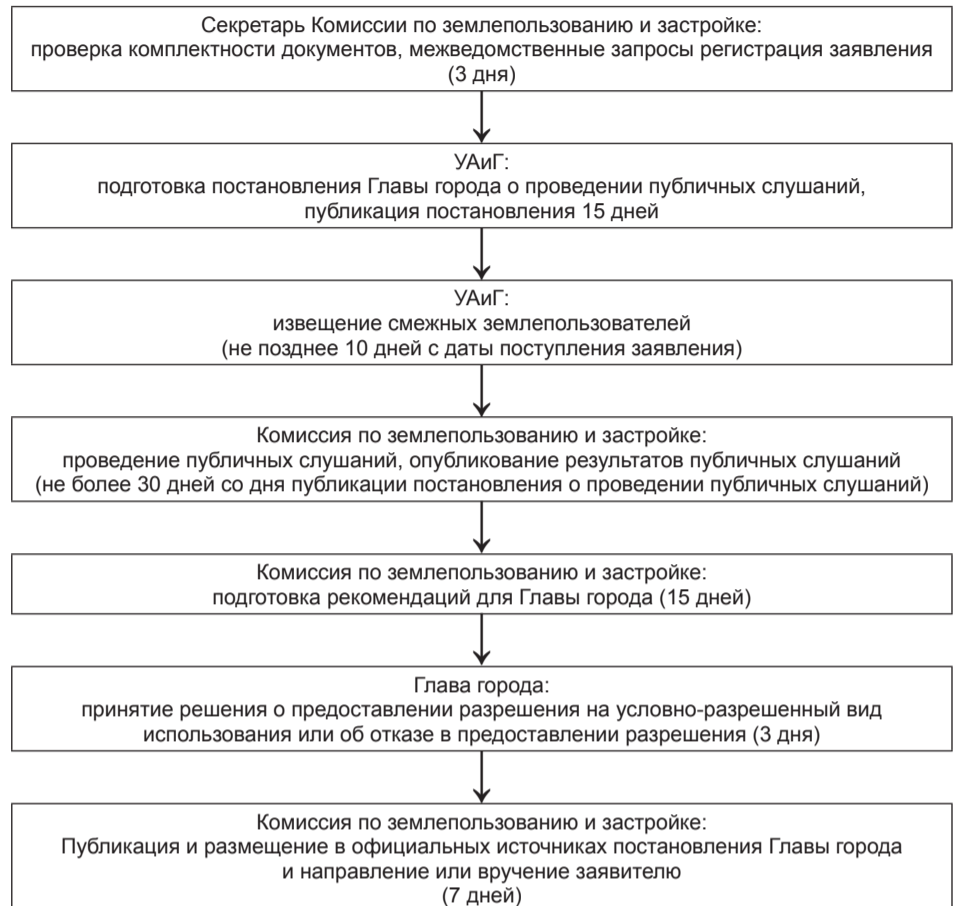 Секретарь Комиссии по землепользованию и застройке:
проверка комплектности документов, межведомственные запросы регистрация заявления
(3 дня)
УАиГ:
подготовка постановления Главы города о проведении публичных слушаний,
публикация постановления 15 дней
УАиГ:
извещение смежных землепользователей
(не позднее 10 дней с даты поступления заявления)
Комиссия по землепользованию и застройке:
проведение публичных слушаний, опубликование результатов публичных слушаний
(не более 30 дней со дня публикации постановления о проведении публичных слушаний)
Комиссия по землепользованию и застройке:
подготовка рекомендаций для Главы города (15 дней)
Глава города:
принятие решения о предоставлении разрешения на условно-разрешенный вид
использования или об отказе в предоставлении разрешения (3 дня)
Комиссия по землепользованию и застройке:
Публикация и размещение в официальных источниках постановления Главы города
и направление или вручение заявителю
(7 дней)